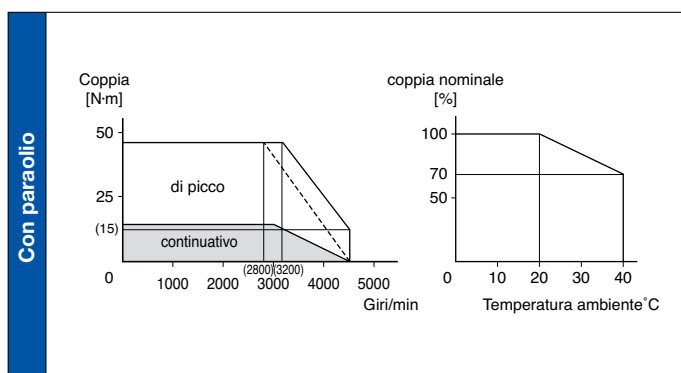 Con paraolio
Coppia
[N·m]
50
25
(15)
0
di picco
continuativo
(2800)
(3200)
1000
2000
3000
4000
5000
Giri/min
coppia nominale
[%]
100
70
50
0
10
20
30
40
Temperatura ambiente˚C